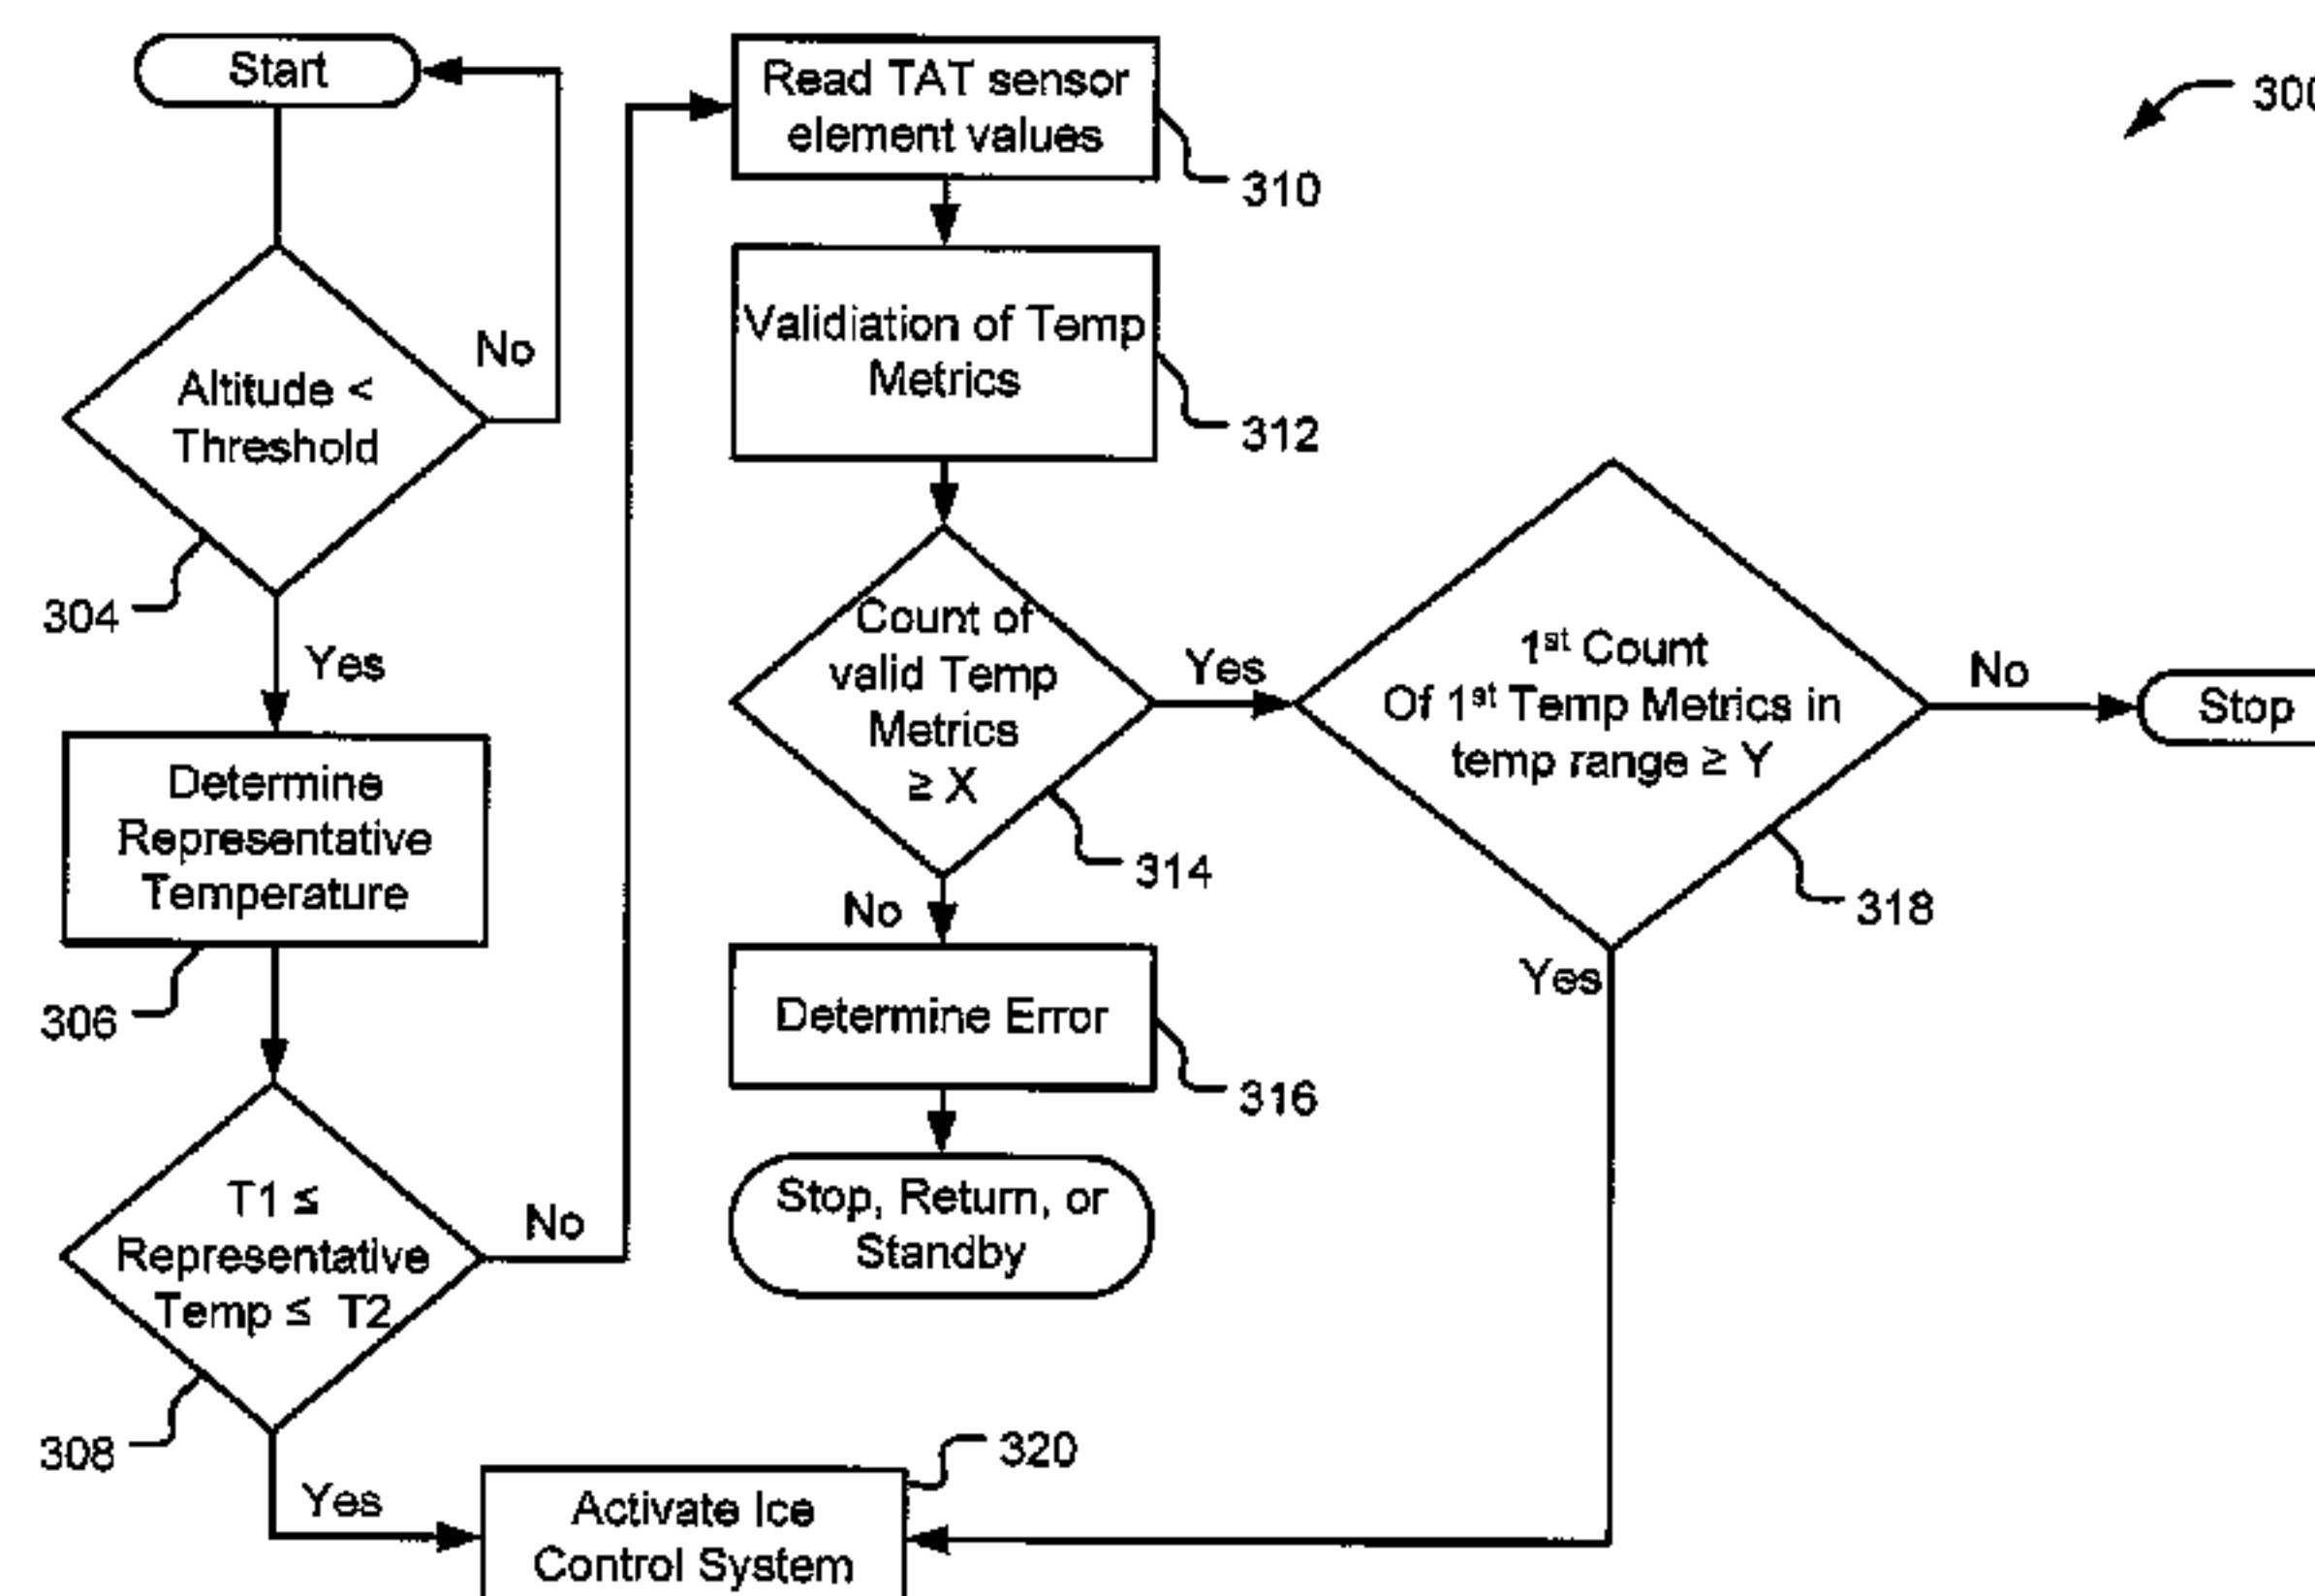 Start
No
Altitude <
Threshold
304
Yes
Determine
Representative
Temperature
306
T1 ≤
Representative
Temp ≤ T2
No
308
Yes
Read TAT sensor
element values
310
Validiation of Temp
Metrics
312
Count of
valid Temp
Metrics
≥ X
Yes
314
No
Determine Error
316
Stop, Return, or
Standby
320
Activate Ice
Control System
300
1st Count
Of 1st Temp Metrics in
temp range ≥ Y
No
318
Yes
Stop